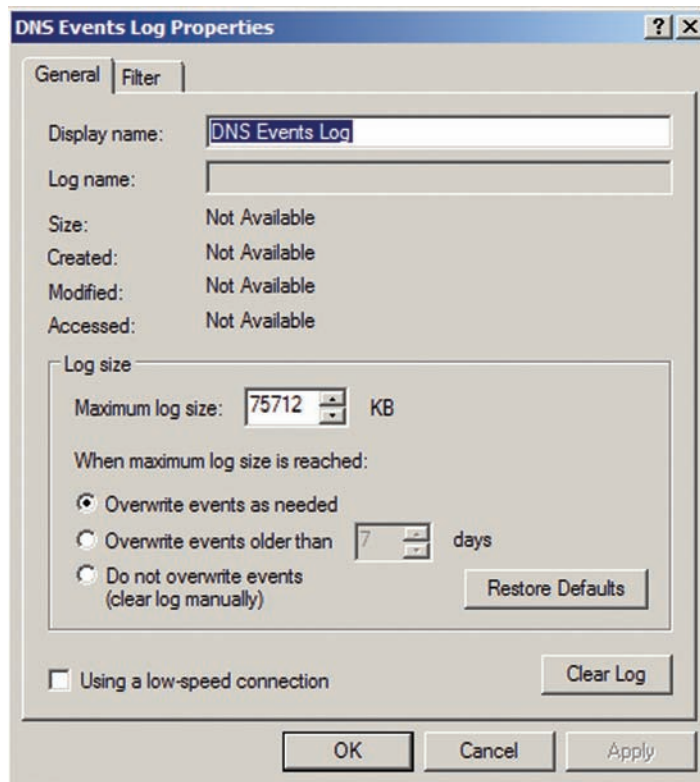 DNS Events Log Properties
General Filter
Display name: DNS Events Log
Log name:
Size: Not Available
Created: Not Available
Modified: Not Available
Accessed: Not Available
Log size
Maximum log size: 75712 KB
When maximum log size is reached:
Overwrite events as needed
Overwrite events older than 7 days
Do not overwrite events
(clear log manually)
Restore Defaults
Using a low-speed connection
Clear Log
OK Cancel Apply